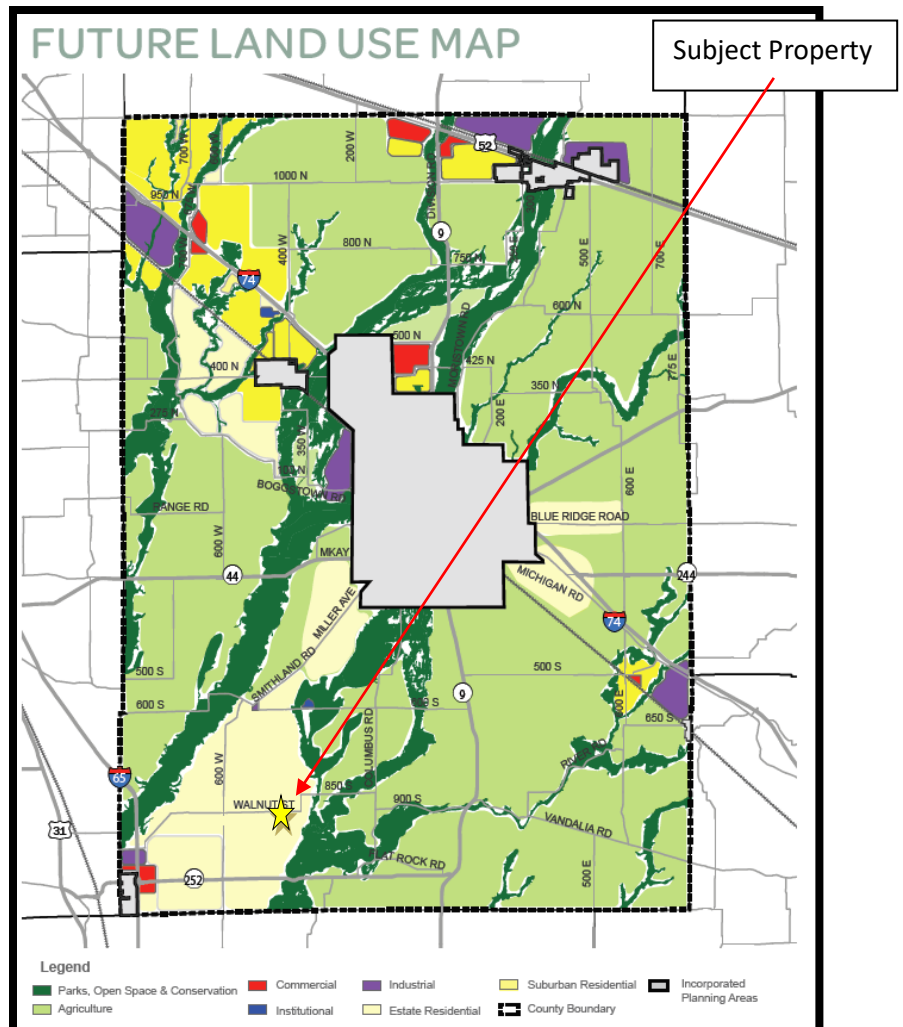 FUTURE LAND USE MAP
Subject Property
52
700 W
200 W
1000 N
950 N
9
400 W
800 N
750 N
500 E
700 E
74
600 N
500 N
MORISTOWN RD
425 N
400 N
350 N
775 E
275 N
200 E
350 W
600 E
BOGGSTOWN RD
RANGE RD
BLUE RIDGE ROAD
600 W
MKAY
44
MICHIGAN RD
244
MILLER AVE
74
500 S
500 S
SMITHLAND RD
9
600 S
650 S
COLUMBUS RD
RIVER RD
600 W
65
850 S
WALNUT ST
900 S
31
VANDALIA RD
FLAT ROCK RD
252
500 E
Legend
Parks, Open Space & Conservation
Commercial
Industrial
Suburban Residential
Incorporated
Planning Areas
Agriculture
Institutional
Estate Residential
County Boundary